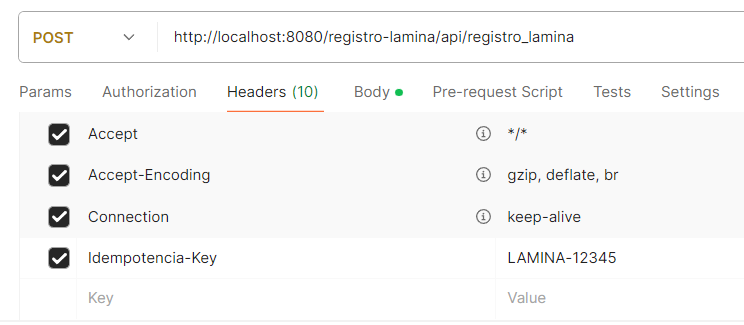 POST http://localhost:8080/registro-lamina/api/registro_lamina
Params Authorization Headers (10) Body Pre-request Script Tests Settings
Accept */*
Accept-Encoding gzip, deflate, br
Connection keep-alive
Idempotencia-Key LAMINA-12345
Key Value